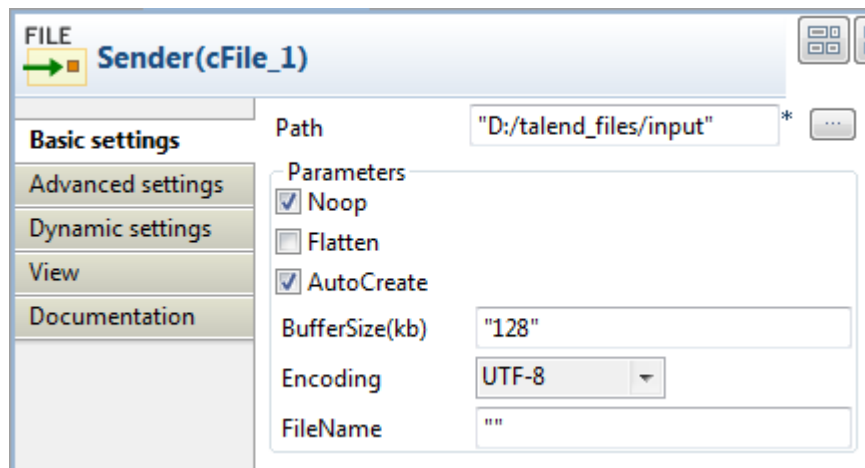 FILE
Sender(cFile_1)
Basic settings
Advanced settings
Dynamic settings
View
Documentation
Path "D:/talend_files/input" * ...
Parameters
Noop
Flatten
AutoCreate
BufferSize(kb) "128"
Encoding UTF-8
FileName ""